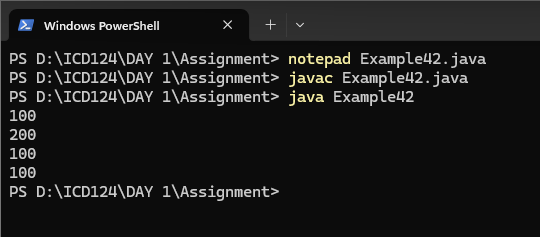 Windows PowerShell
PS D:\ICD124\DAY 1\Assignment> notepad Example42.java
PS D:\ICD124\DAY 1\Assignment> javac Example42.java
PS D:\ICD124\DAY 1\Assignment> java Example42
100
200
100
100
PS D:\ICD124\DAY 1\Assignment>